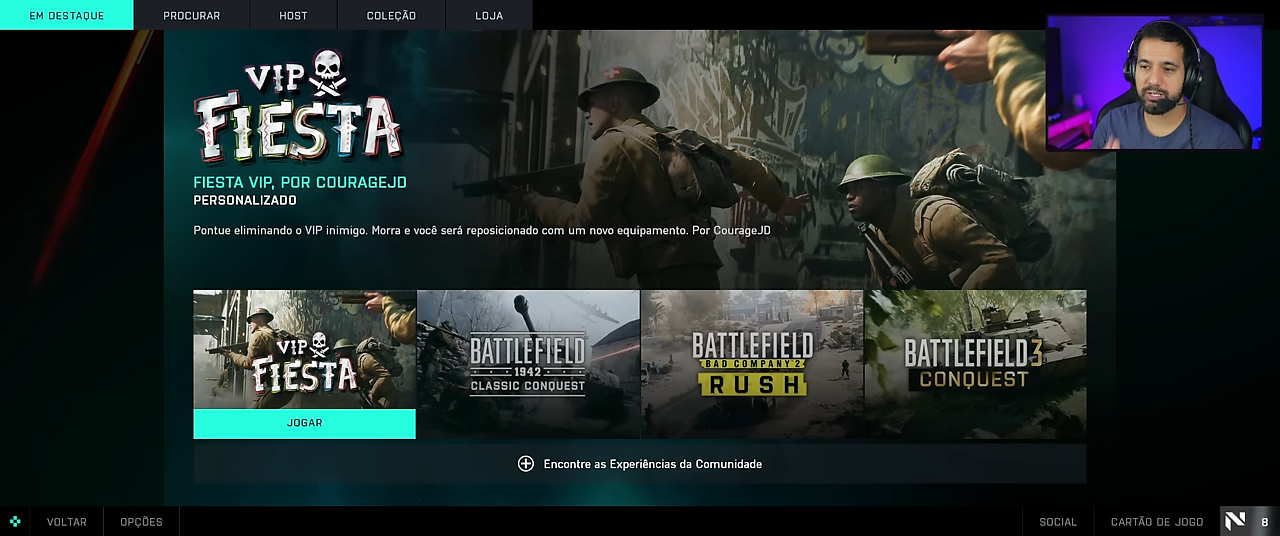 EM DESTAQUE
PROCURAR
HOST
COLEÇÃO
LOJA
VIP
FIESTA
FIESTA VIP, POR COURAGEJD
PERSONALIZADO
Pontue eliminando o VIP inimigo. Morra e você será reposicionado com um novo equipamento. Por CourageJD
VIP
FIESTA
JOGAR
BATTLEFIELD
1942
CLASSIC CONQUEST
BATTLEFIELD
BAD COMPANY 2
RUSH
BATTLEFIELD 3
CONQUEST
Encontre as Experiências da Comunidade
VOLTAR
OPÇÕES
SOCIAL
CARTÃO DE JOGO
8